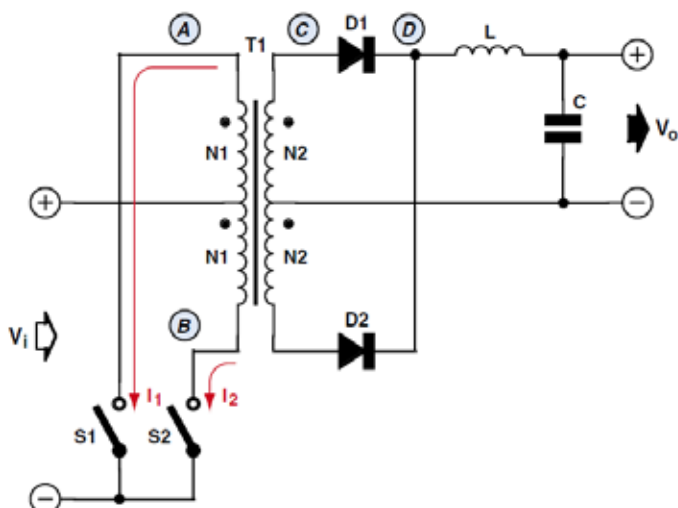 A
T1
C
D1
D
L
+
C
Vo
N1
N2
+
−
N1
N2
B
D2
Vi
I1
I2
S1
S2
−